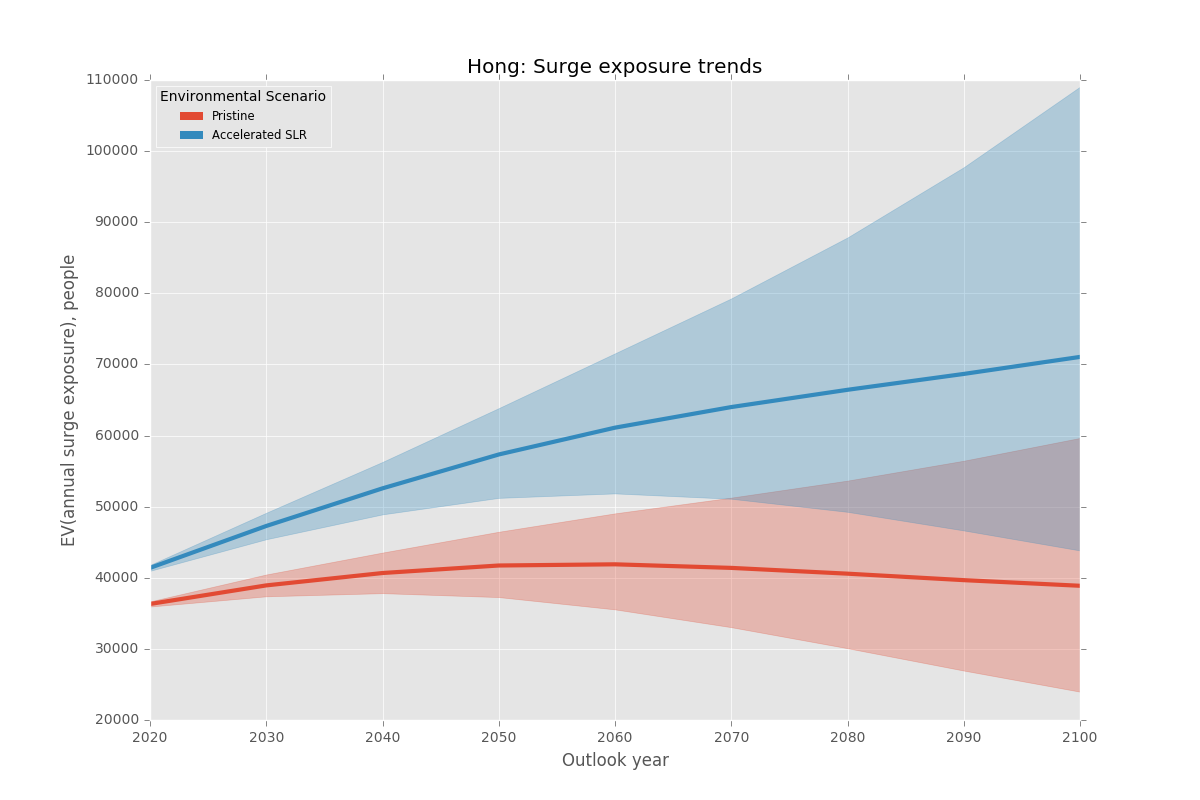 Hong: Surge exposure trends
110000
100000
90000
80000
70000
60000
50000
40000
30000
20000
EV(annual surge exposure), people
Environmental Scenario
Pristine
Accelerated SLR
2020 2030 2040 2050 2060 2070 2080 2090 2100
Outlook year